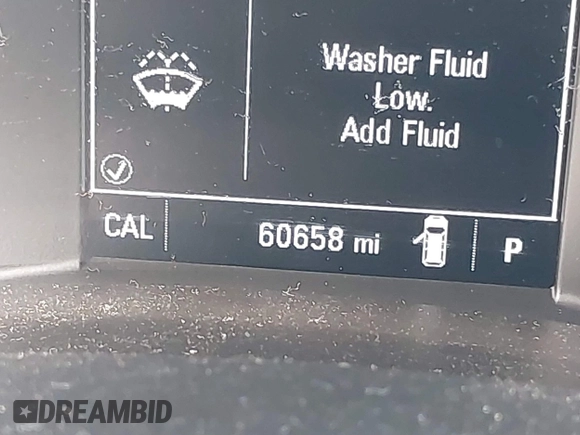 Washer Fluid
Low.
Add Fluid
CAL 60658 mi P
DREAMBID